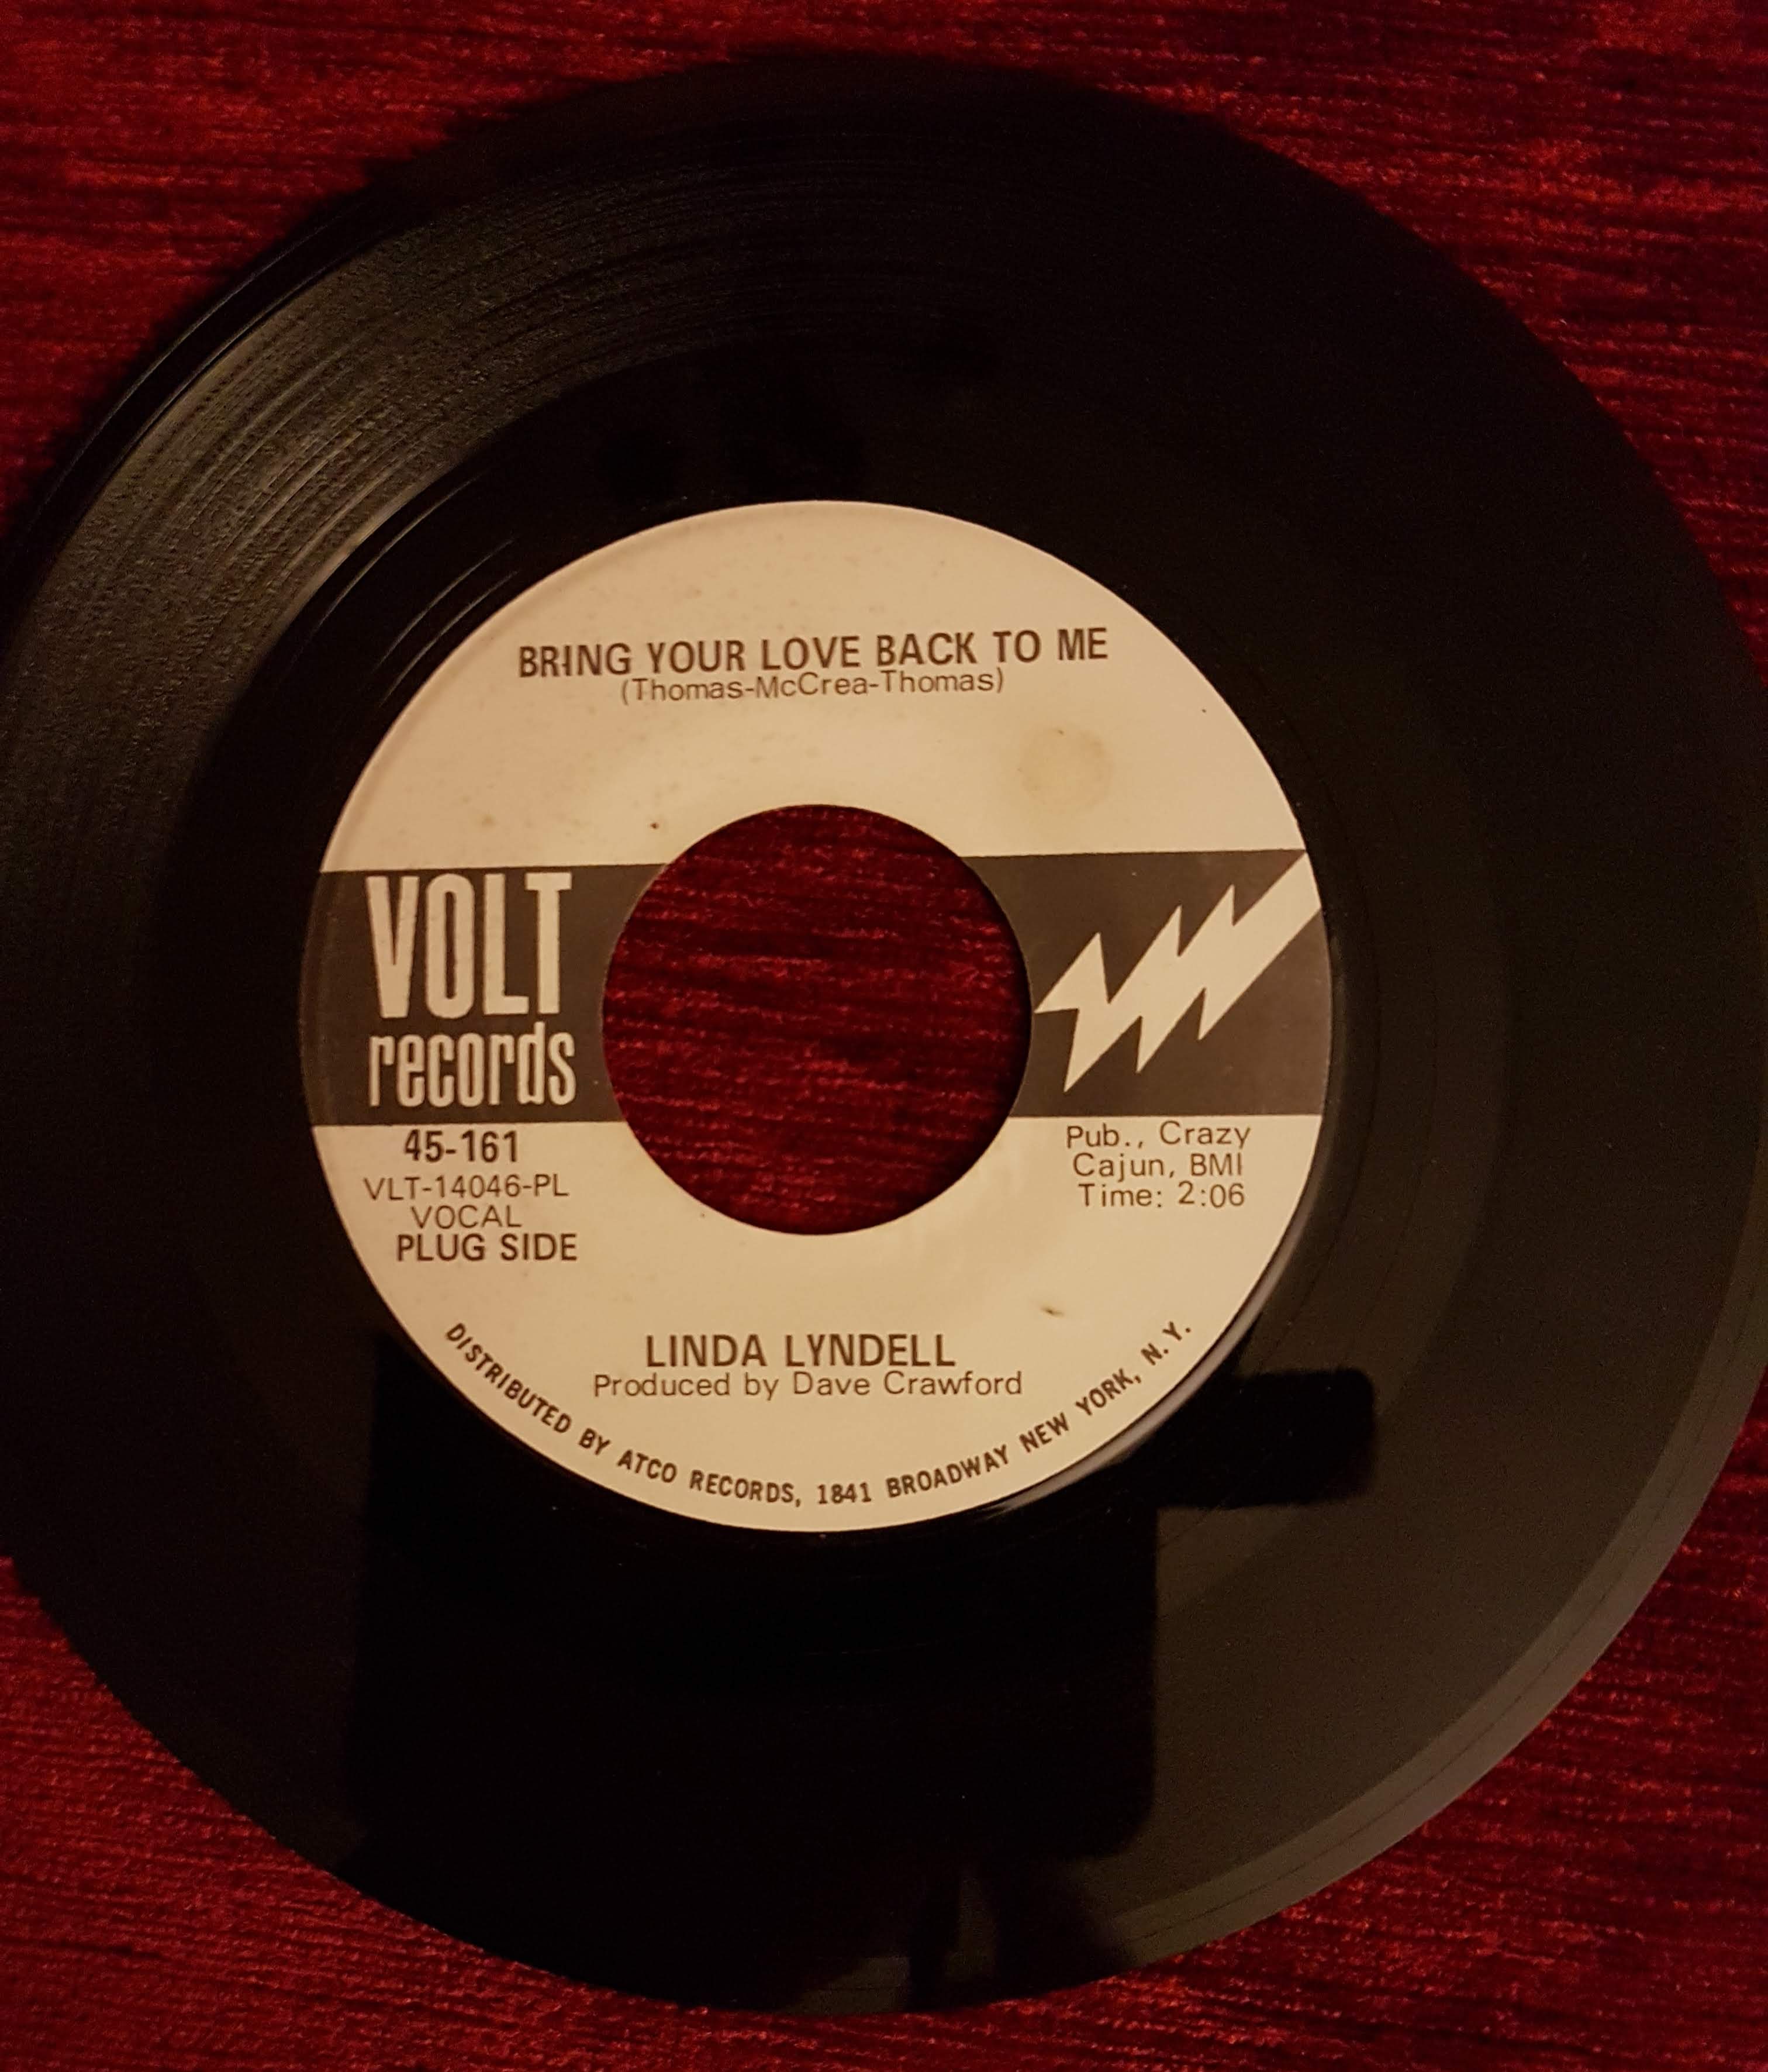 BRING YOUR LOVE BACK TO ME
(Thomas-McCrea-Thomas)
VOLT
records
45-161
VLT-14046-PL
VOCAL
PLUG SIDE
Pub., Crazy
Cajun, BMI
Time: 2:06
LINDA LYNDELL
Produced by Dave Crawford
DISTRIBUTED BY ATCO RECORDS, 1841 BROADWAY NEW YORK, N.Y.